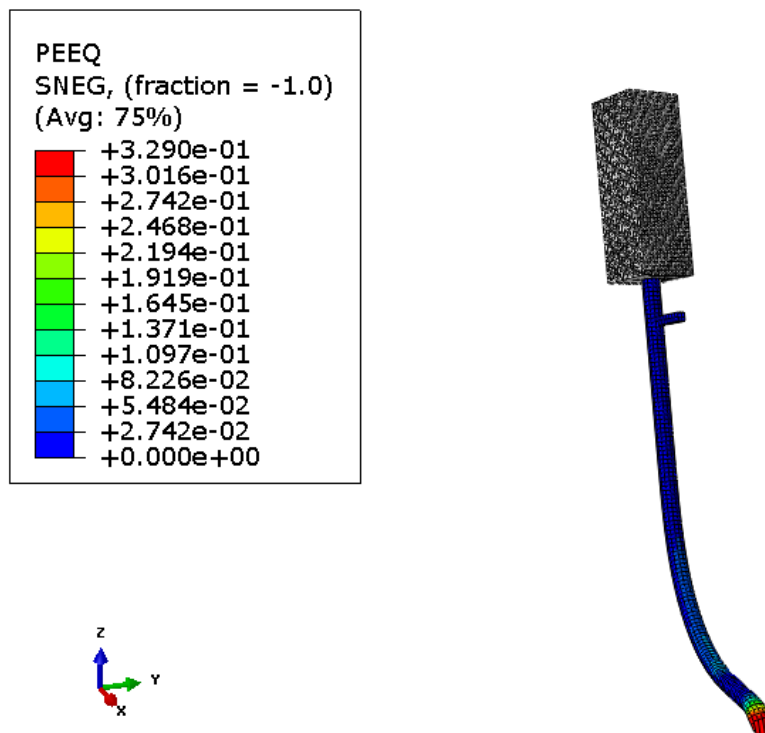 PEEQ
SNEG, (fraction = -1.0)
(Avg: 75%)
+3.290e-01
+3.016e-01
+2.742e-01
+2.468e-01
+2.194e-01
+1.919e-01
+1.645e-01
+1.371e-01
+1.097e-01
+8.226e-02
+5.484e-02
+2.742e-02
+0.000e+00
Z
Y
X